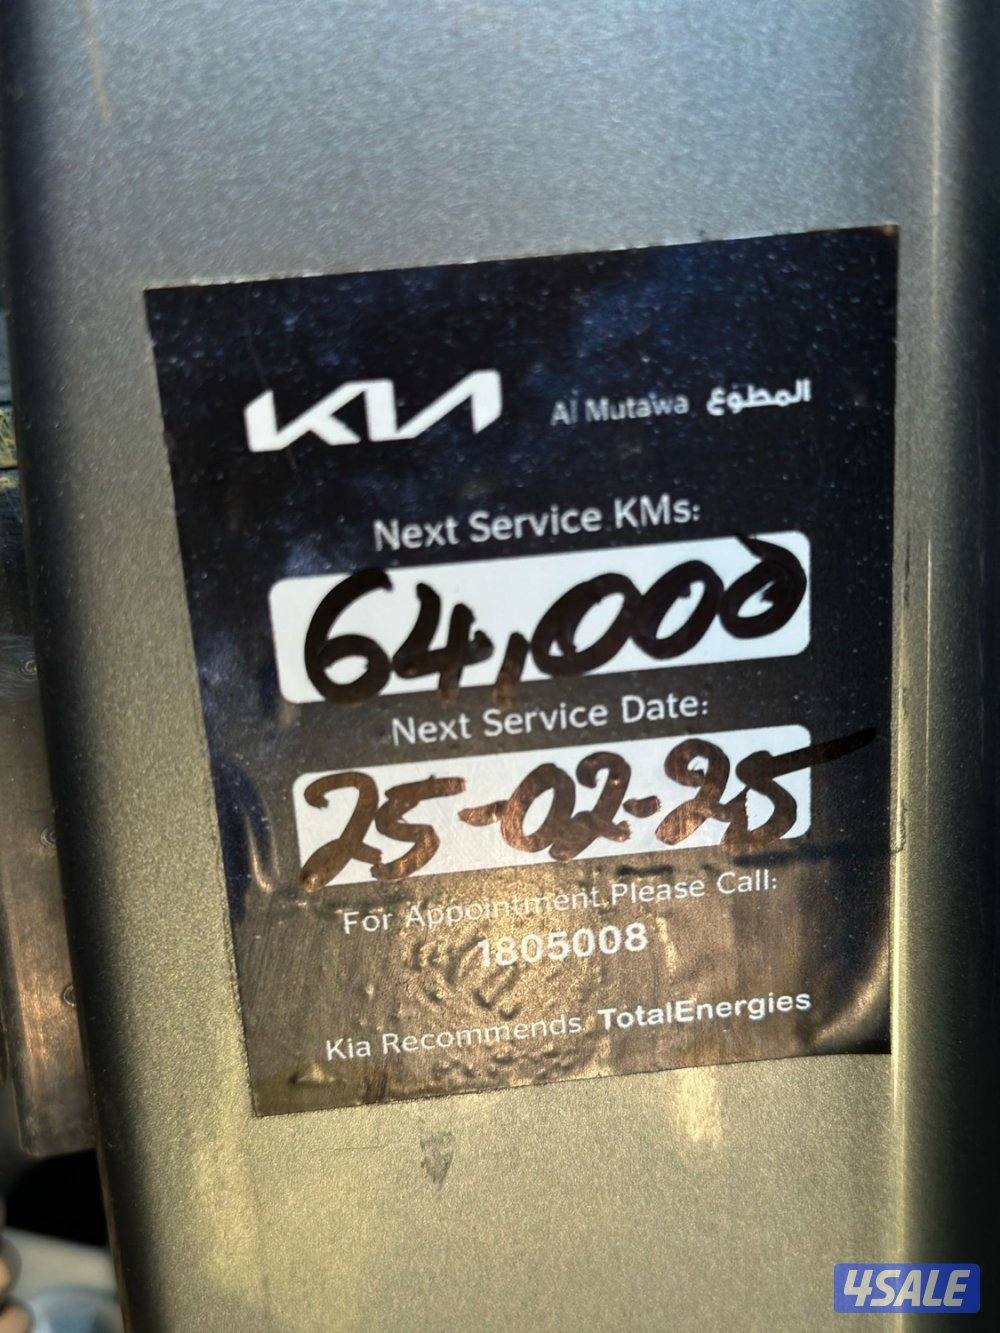 KIA Al Mutawa المطوع
Next Service KMs:
64,000
Next Service Date:
25-02-25
For Appointment Please Call:
1805008
Kia Recommends TotalEnergies
4SALE